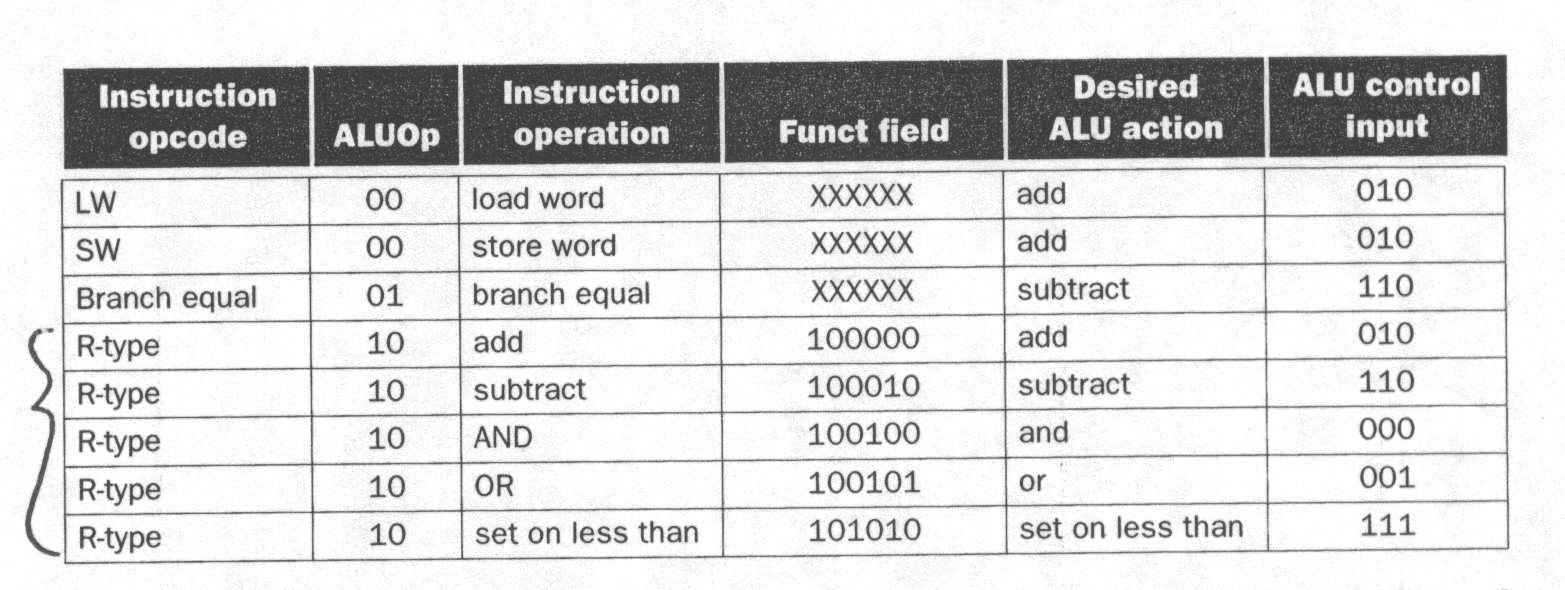 Instruction opcode ALUOp Instruction operation Funct field Desired ALU action ALU control input
LW 00 load word XXXXXX add 010
SW 00 store word XXXXXX add 010
Branch equal 01 branch equal XXXXXX subtract 110
R-type 10 add 100000 add 010
R-type 10 subtract 100010 subtract 110
R-type 10 AND 100100 and 000
R-type 10 OR 100101 or 001
R-type 10 set on less than 101010 set on less than 111